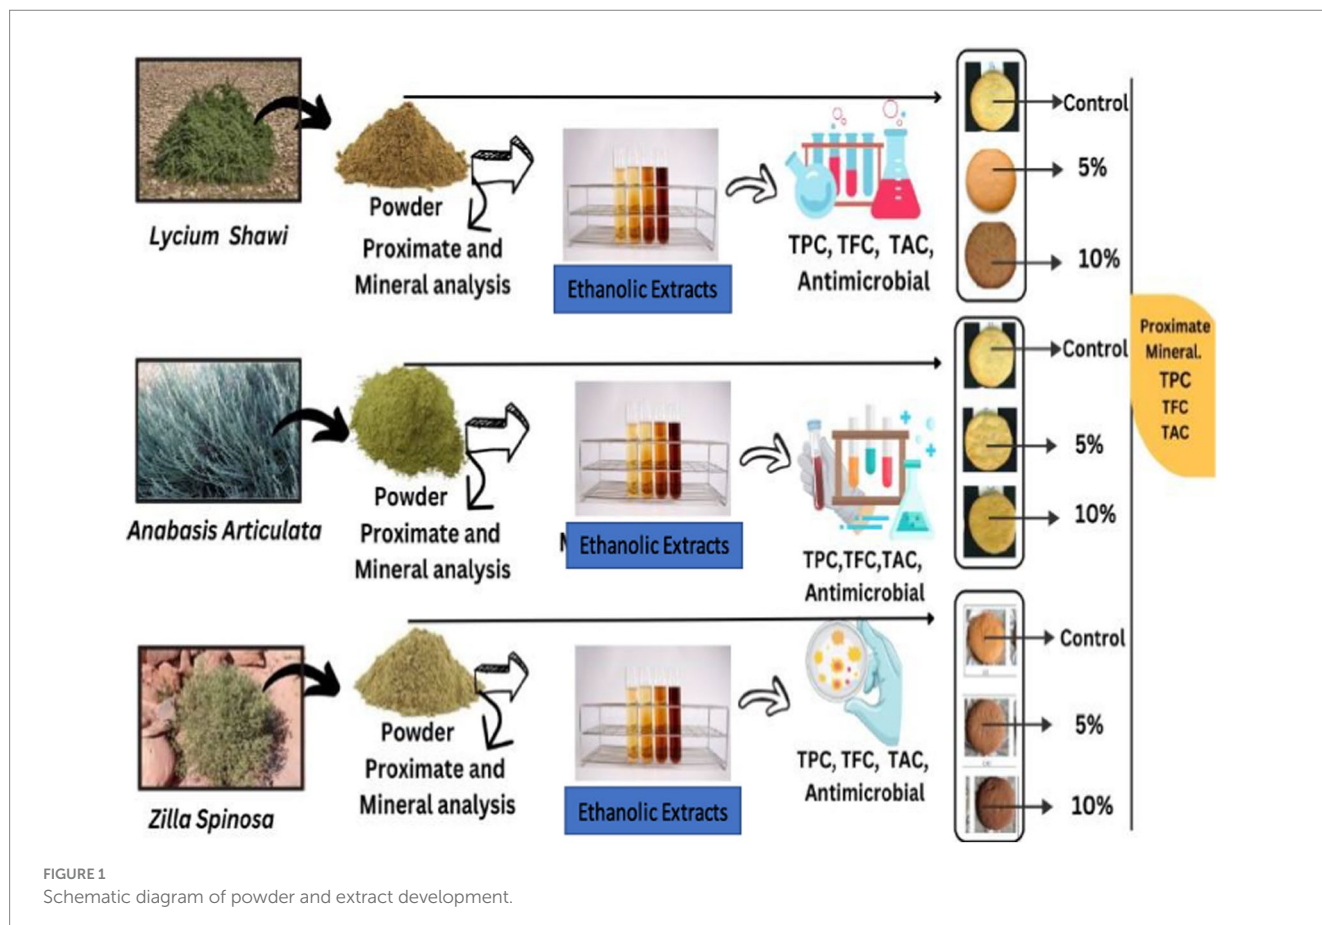 Lycium Shawi
Powder
Proximate and
Mineral analysis
Ethanolic Extracts
TPC, TFC, TAC,
Antimicrobial
Control
5%
10%
Anabasis Articulata
Powder
Proximate and
Mineral analysis
Ethanolic Extracts
TPC,TFC,TAC,
Antimicrobial
Control
5%
10%
Zilla Spinosa
Powder
Proximate and
Mineral analysis
Ethanolic Extracts
TPC, TFC, TAC,
Antimicrobial
Control
5%
10%
Proximate
Mineral.
TPC
TFC
TAC
FIGURE 1
Schematic diagram of powder and extract development.